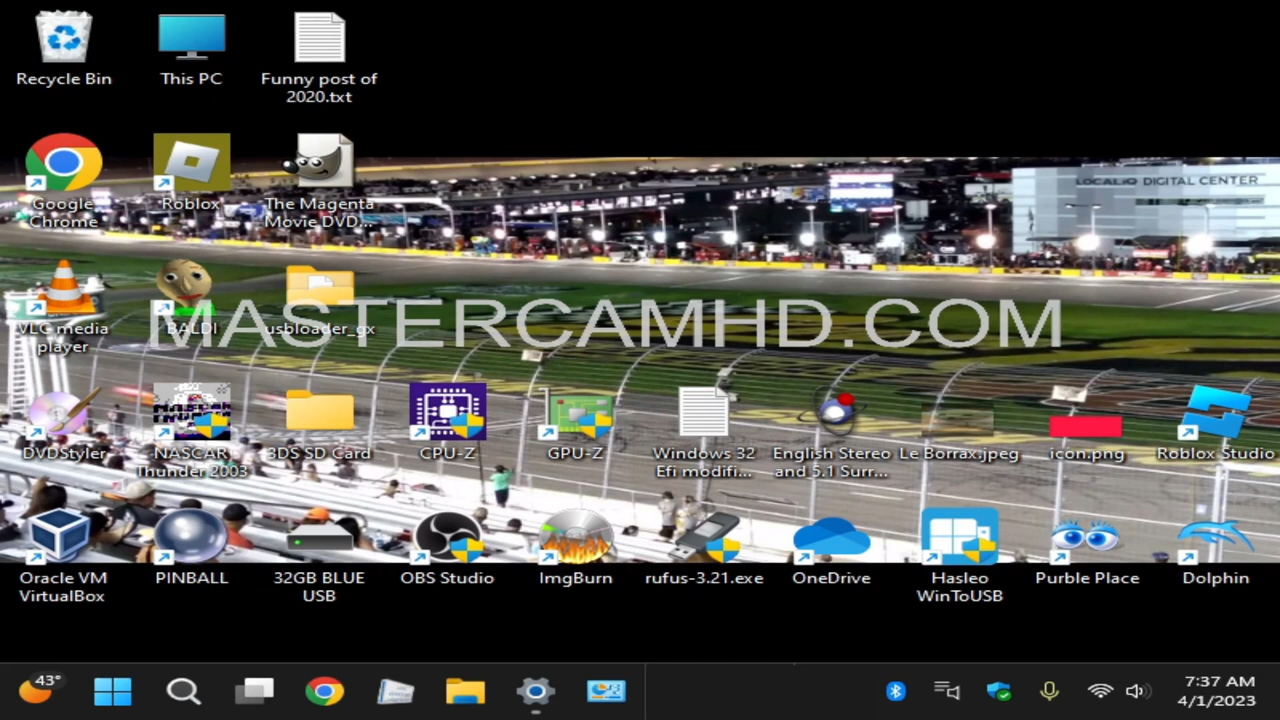 Recycle Bin
This PC
Funny post of
2020.txt
Google
Chrome
Roblox
The Magenta
Movie DVD...
LOCALiQ DIGITAL CENTER
VLC media
player
BALDI
usbloader_gx
MASTERCAMHD.COM
DVDStyler
NASCAR
Thunder 2003
3DS SD Card
CPU-Z
GPU-Z
Windows 32
Efi modifi...
English Stereo
and 5.1 Surr...
Le Borrax.jpeg
icon.png
Roblox Studio
Oracle VM
VirtualBox
PINBALL
32GB BLUE
USB
OBS Studio
ImgBurn
rufus-3.21.exe
OneDrive
Hasleo
WinToUSB
Purble Place
Dolphin
43°
7:37 AM
4/1/2023